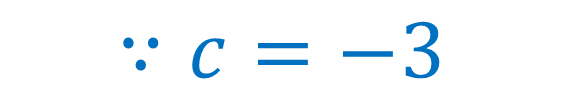 ∵ c = −3